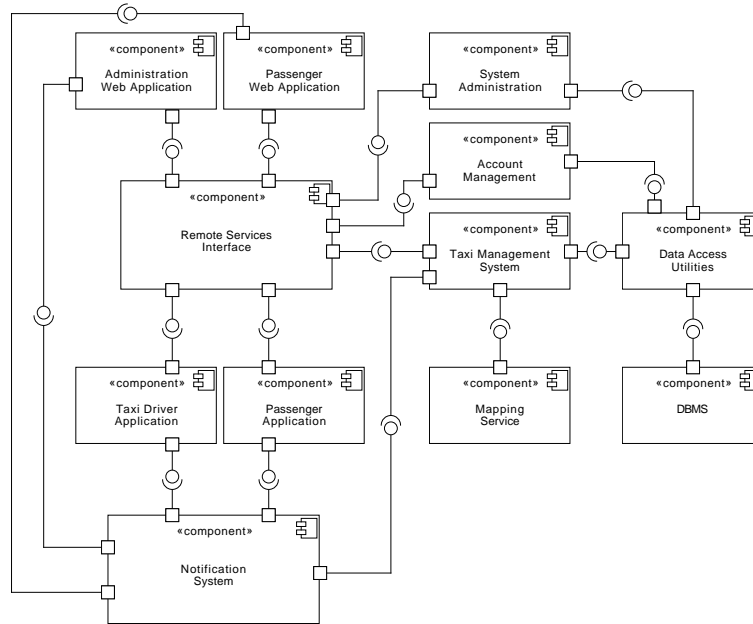 «component»
Administration
Web Application
«component»
Passenger
Web Application
«component»
System
Administration
«component»
Account
Management
«component»
Remote Services
Interface
«component»
Taxi Management
System
«component»
Data Access
Utilities
«component»
Taxi Driver
Application
«component»
Passenger
Application
«component»
Mapping
Service
«component»
DBMS
«component»
Notification
System